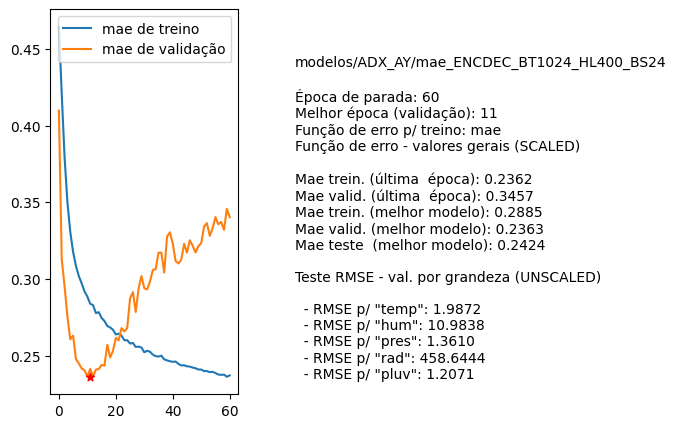 mae de treino
mae de validação
0.45
0.40
0.35
0.30
0.25
0
20
40
60
modelos/ADX_AY/mae_ENCDEC_BT1024_HL400_BS24
Época de parada: 60
Melhor época (validação): 11
Função de erro p/ treino: mae
Função de erro - valores gerais (SCALED)
Mae trein. (última  época): 0.2362
Mae valid. (última  época): 0.3457
Mae trein. (melhor modelo): 0.2885
Mae valid. (melhor modelo): 0.2363
Mae teste  (melhor modelo): 0.2424
Teste RMSE - val. por grandeza (UNSCALED)
- RMSE p/ "temp": 1.9872
- RMSE p/ "hum": 10.9838
- RMSE p/ "pres": 1.3610
- RMSE p/ "rad": 458.6444
- RMSE p/ "pluv": 1.2071